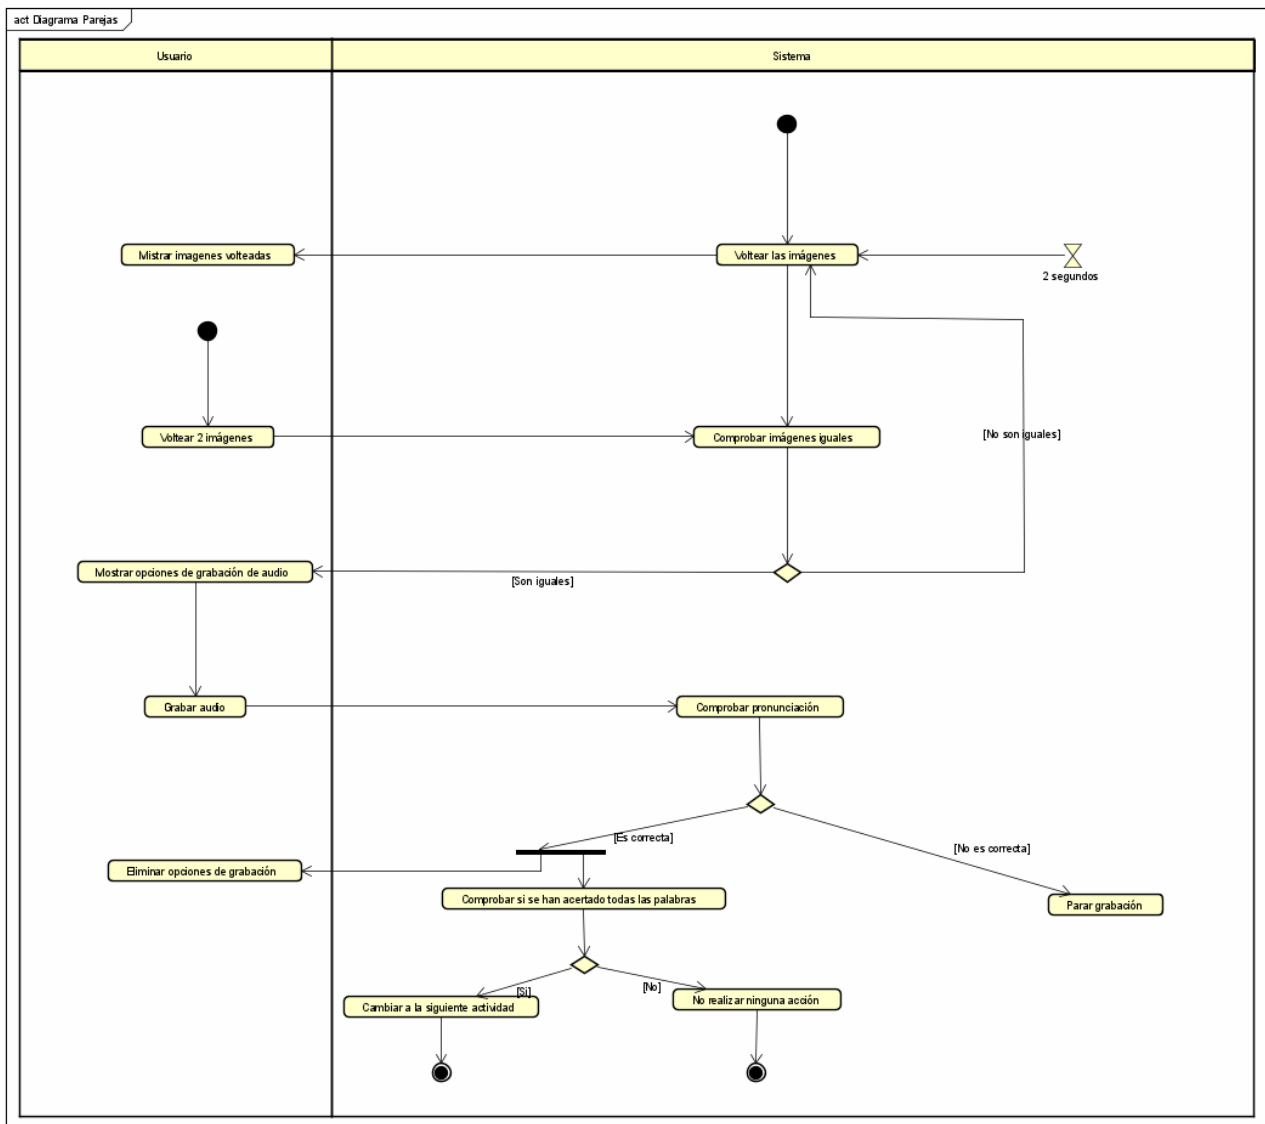 act Diagrama Parejas
Usuario
Sistema
Mistrar imagenes volteadas
Voltear las imágenes
2 segundos
Voltear 2 imágenes
Comprobar imágenes iguales
[No son iguales]
Mostrar opciones de grabación de audio
[Son iguales]
Grabar audio
Comprobar pronunciación
[Es correcta]
[No es correcta]
Eliminar opciones de grabación
Comprobar si se han acertado todas las palabras
Parar grabación
[Si]
[No]
Cambiar a la siguiente actividad
No realizar ninguna acción